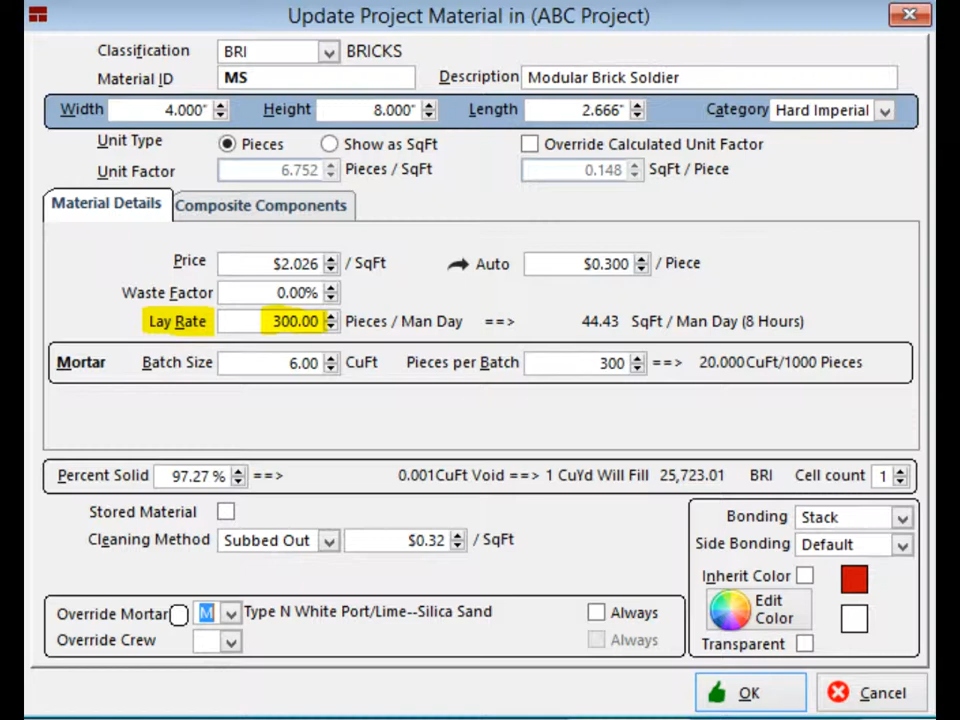 Update Project Material in (ABC Project)
Classification BRI BRICKS
Material ID MS Description Modular Brick Soldier
Width 4.000" Height 8.000" Length 2.666" Category Hard Imperial
Unit Type Pieces Show as SqFt Override Calculated Unit Factor
Unit Factor 6.752 Pieces / SqFt 0.148 SqFt / Piece
Material Details Composite Components
Price $2.026 / SqFt Auto $0.300 / Piece
Waste Factor 0.00%
Lay Rate 300.00 Pieces / Man Day ==> 44.43 SqFt / Man Day (8 Hours)
Mortar Batch Size 6.00 CuFt Pieces per Batch 300 ==> 20.000CuFt/1000 Pieces
Percent Solid 97.27 % ==> 0.001CuFt Void ==> 1 CuYd Will Fill 25,723.01 BRI Cell count 1
Stored Material
Cleaning Method Subbed Out $0.32 / SqFt
Bonding Stack
Side Bonding Default
Inherit Color
Edit
Color
Transparent
Override Mortar M Type N White Port/Lime--Silica Sand Always
Override Crew Always
OK Cancel